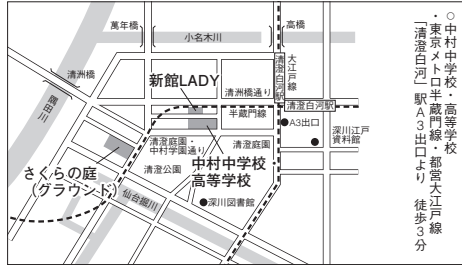 ○中村中学校・高等学校
・東京メトロ半蔵門線・都営大江戸線
「清澄白河」駅A3出口より 徒歩3分
萬年橋
高橋
小名木川
清洲橋
新館LADY
清洲橋通り
清澄白河駅
大江戸線
隅田川
半蔵門線
清澄白河駅
●A3出口
深川江戸
資料館
清澄庭園・
中村学園通り
清澄庭園
中村中学校
高等学校
さくらの庭
(グラウンド)
清澄公園
仙台掘川
●深川図書館